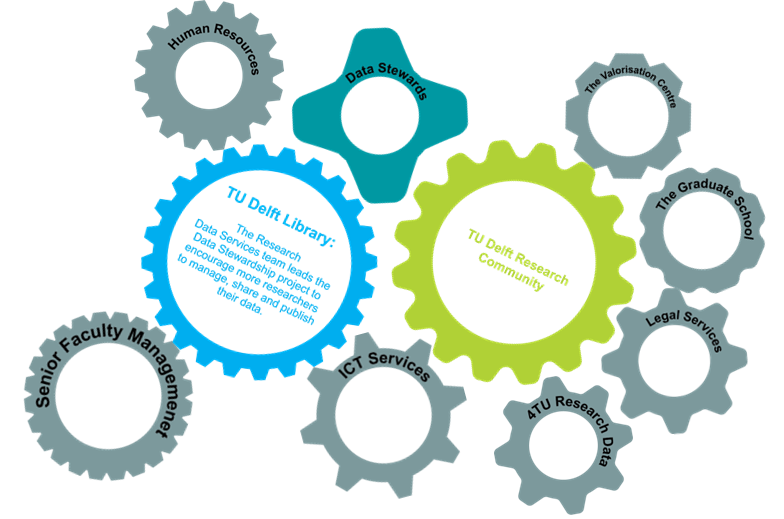 Human Resources
Data Stewards
The Valorisation Centre
The Graduate School
TU Delft Library:
The Research
Data Services team leads the
Data Stewardship project to
encourage more researchers
to manage, share and publish
their data.
TU Delft Research
Community
Legal Services
Senior Faculty Managemenet
ICT Services
4TU Research Data